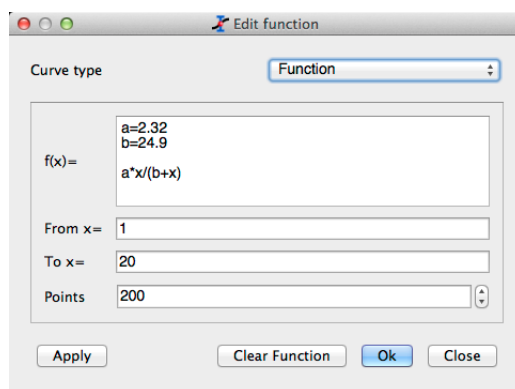 Edit function
Curve type
Function
f(x)=
a=2.32
b=24.9
a*x/(b+x)
From x=
1
To x=
20
Points
200
Apply
Clear Function
Ok
Close